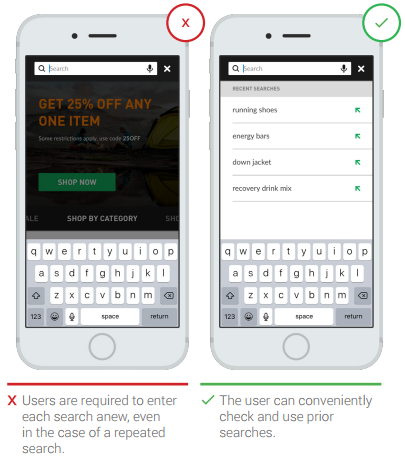 X
Search
X
GET 25% OFF ANY
ONE ITEM
Some restrictions apply, use code 25OFF
SHOP NOW
ALE SHOP BY CATEGORY SHO
q w e r t y u i o p
a s d f g h j k l
z x c v b n m
123 space return
X Users are required to enter
each search anew, even
in the case of a repeated
search.
Search
X
RECENT SEARCHES
running shoes
energy bars
down jacket
recovery drink mix
q w e r t y u i o p
a s d f g h j k l
z x c v b n m
123 space return
The user can conveniently
check and use prior
searches.